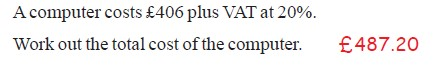 A computer costs £406 plus VAT at 20%.
Work out the total cost of the computer. £487.20